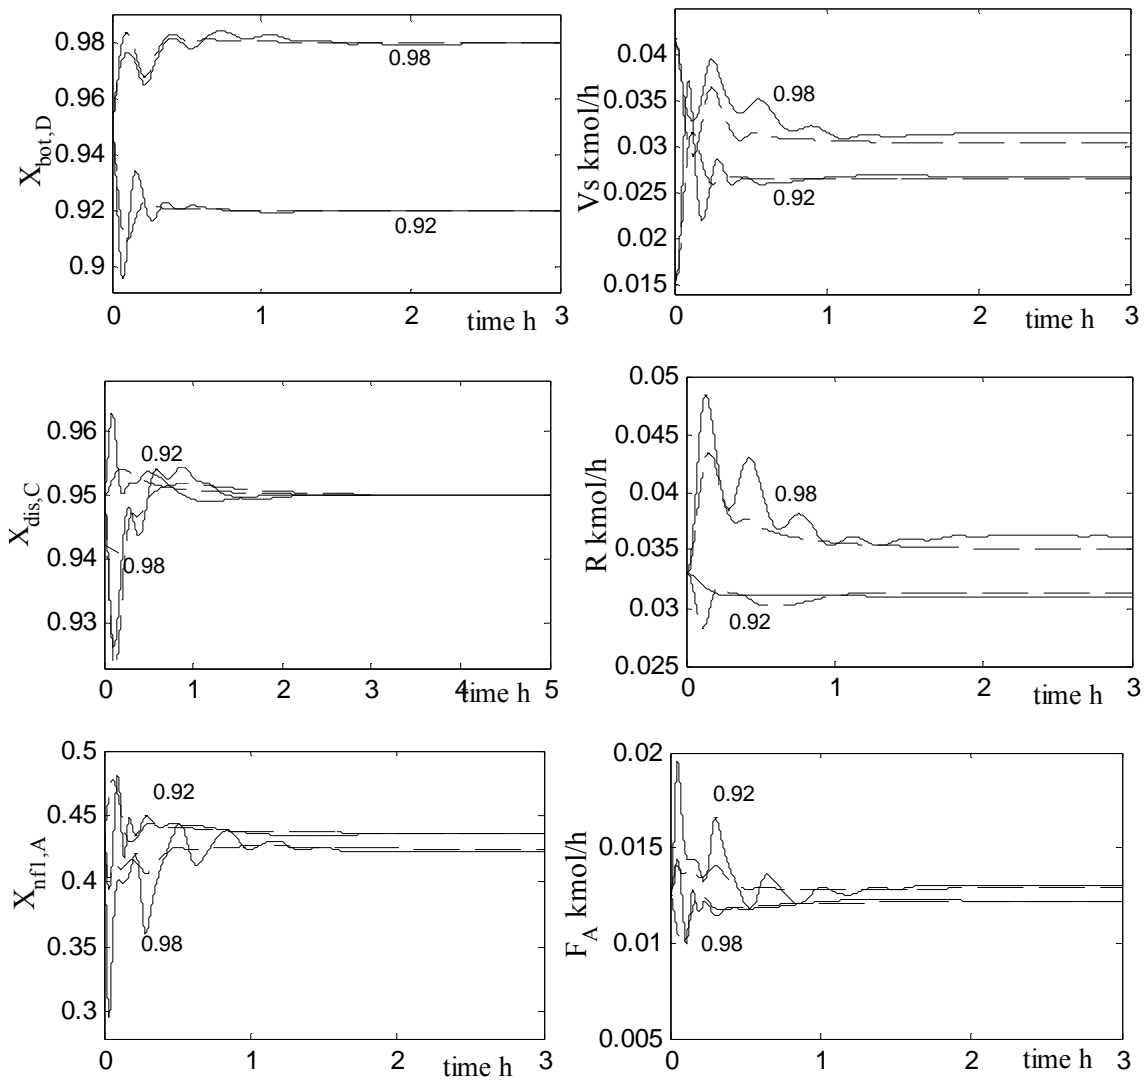 X_bot,D
0.98
0.96
0.94
0.92
0.9
0.98
0.92
0 1 2 3
time h
Vs kmol/h
0.04
0.035
0.03
0.025
0.02
0.015
0.98
0.92
0 1 2 3
time h
X_dis,C
0.96
0.95
0.94
0.93
0.92
0.98
0 1 2 3 4 5
time h
R kmol/h
0.05
0.045
0.04
0.035
0.03
0.025
0.98
0.92
0 1 2 3
time h
X_nf1,A
0.5
0.45
0.4
0.35
0.3
0.92
0.98
0 1 2 3
time h
F_A kmol/h
0.02
0.015
0.01
0.005
0.92
0.98
0 1 2 3
time h